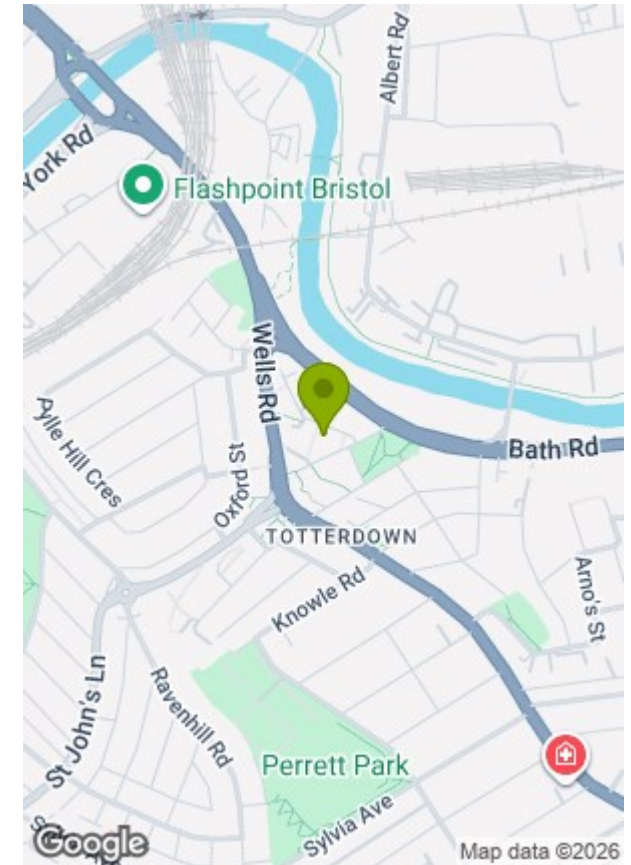 Albert Rd
York Rd
Flashpoint Bristol
Wells Rd
Pylle Hill Cres
Oxford St
Bath Rd
TOTTERDOWN
Knowle Rd
Arno's St
St John's Ln
Ravenhill Rd
Perrett Park
Sylvia Ave
Google
Map data ©2026